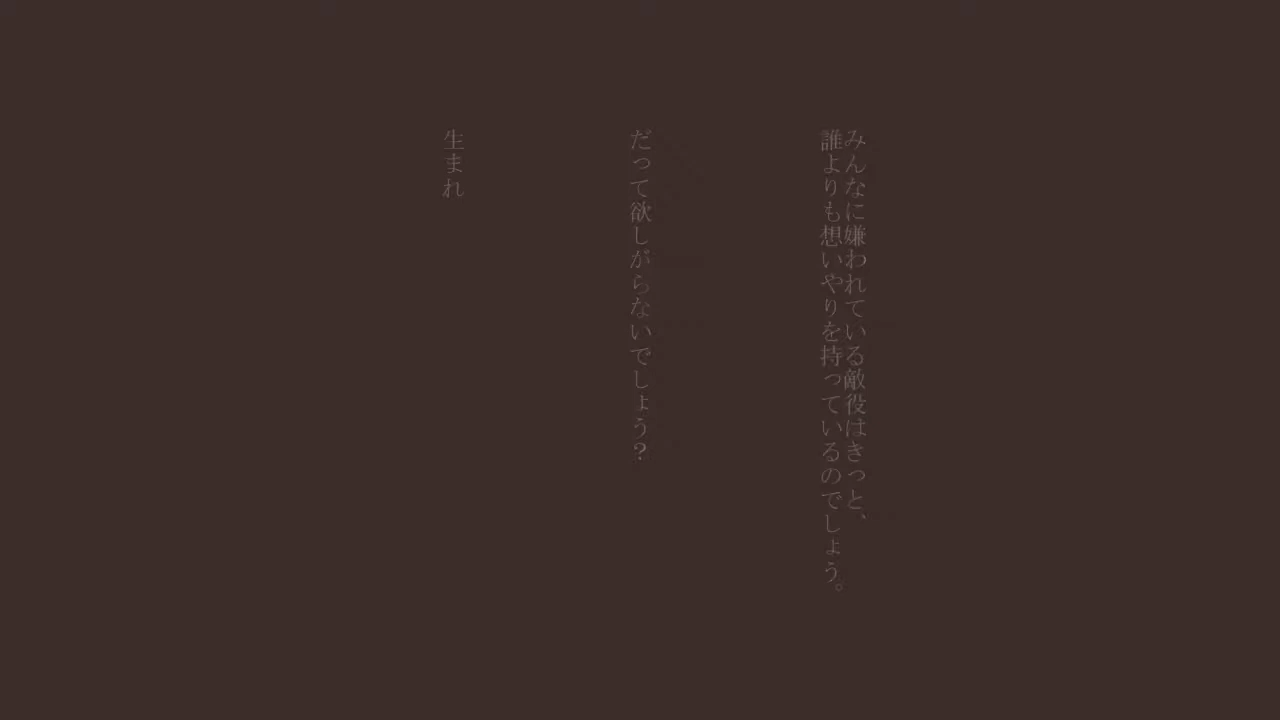 みんなに嫌われている敵役はきっと、
誰よりも想いやりを持っているのでしょう。
だって欲しがらないでしょう？
生まれ